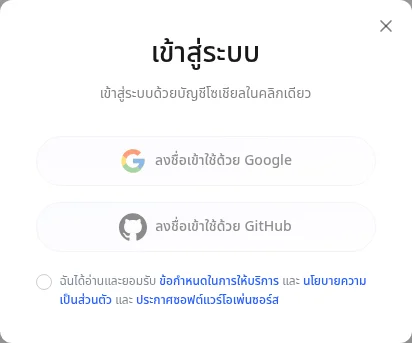 เข้าสู่ระบบ
เข้าสู่ระบบด้วยบัญชีโซเชียลในคลิกเดียว
ลงชื่อเข้าใช้ด้วย Google
ลงชื่อเข้าใช้ด้วย GitHub
ฉันได้อ่านและยอมรับ ข้อกำหนดในการให้บริการ และ นโยบายความ
เป็นส่วนตัว และ ประกาศซอฟต์แวร์โอเพ่นซอร์ส